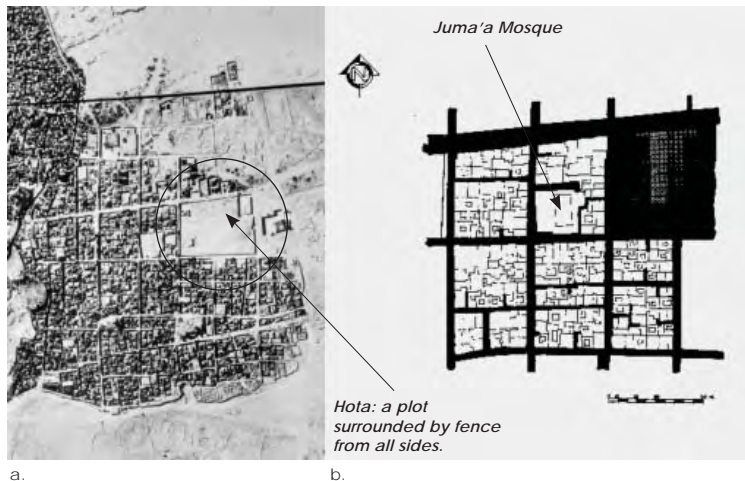 Juma'a Mosque
N
Hota: a plot
surrounded by fence
from all sides.
a.
b.